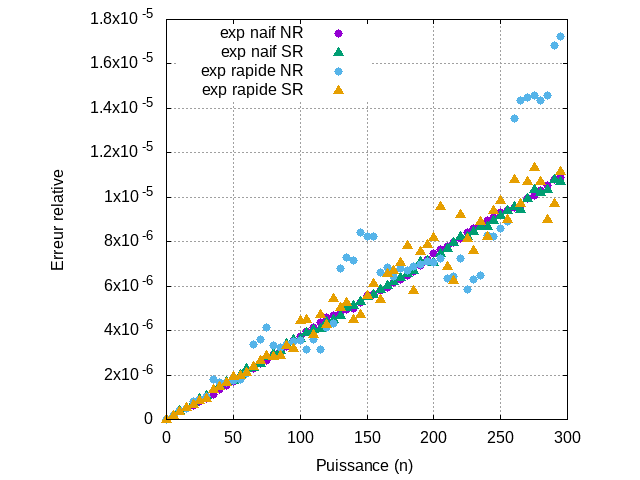 1.8x10 -5
1.6x10 -5
1.4x10 -5
1.2x10 -5
1x10 -5
8x10 -6
6x10 -6
4x10 -6
2x10 -6
0
Erreur relative
exp naif NR
exp naif SR
exp rapide NR
exp rapide SR
0 50 100 150 200 250 300
Puissance (n)